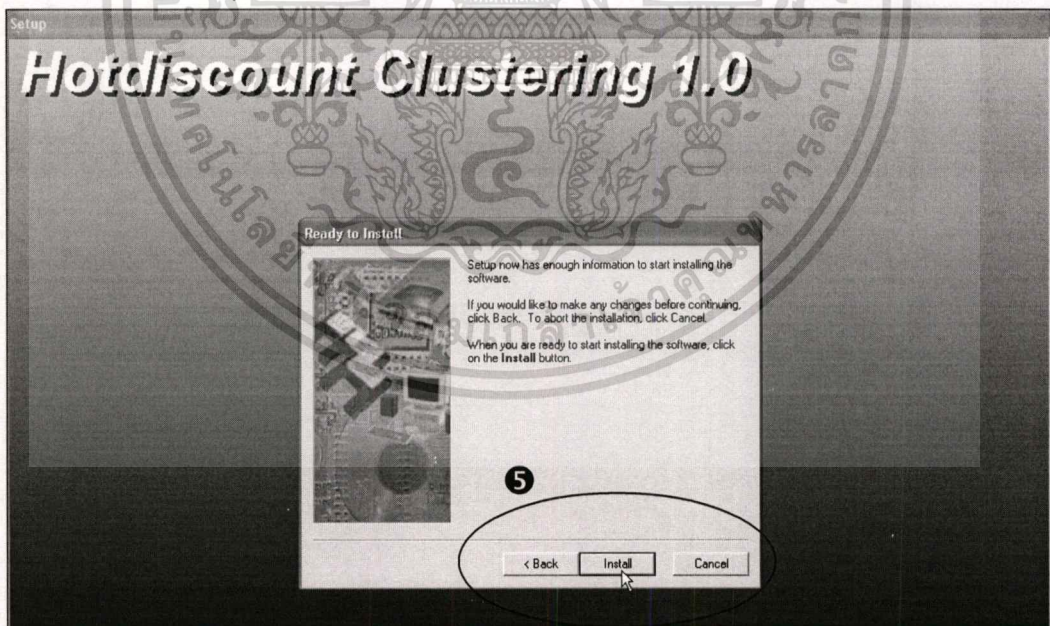 Setup
Hotdiscount Clustering 1.0
Ready to Install
Setup now has enough information to start installing the
software.
If you would like to make any changes before continuing,
click Back. To abort the installation, click Cancel.
When you are ready to start installing the software, click
on the Install button.
5
< Back
Install
Cancel